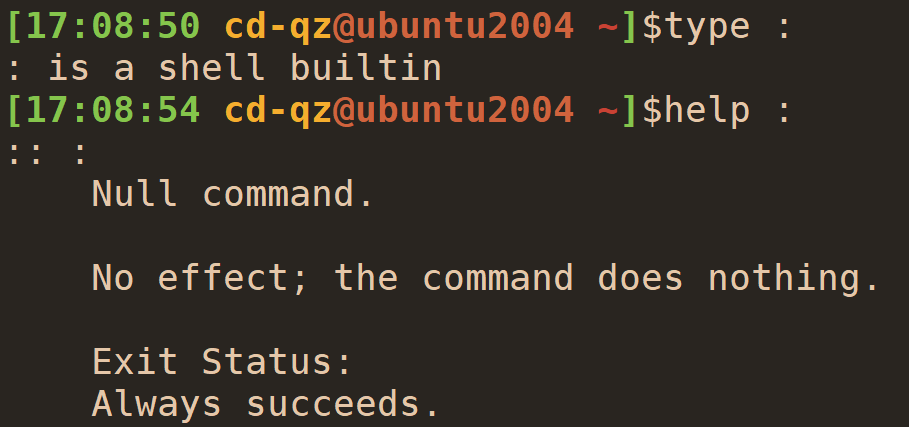 [17:08:50 cd-qz@ubuntu2004 ~]$type :
: is a shell builtin
[17:08:54 cd-qz@ubuntu2004 ~]$help :
:: :
    Null command.

    No effect; the command does nothing.

    Exit Status:
    Always succeeds.